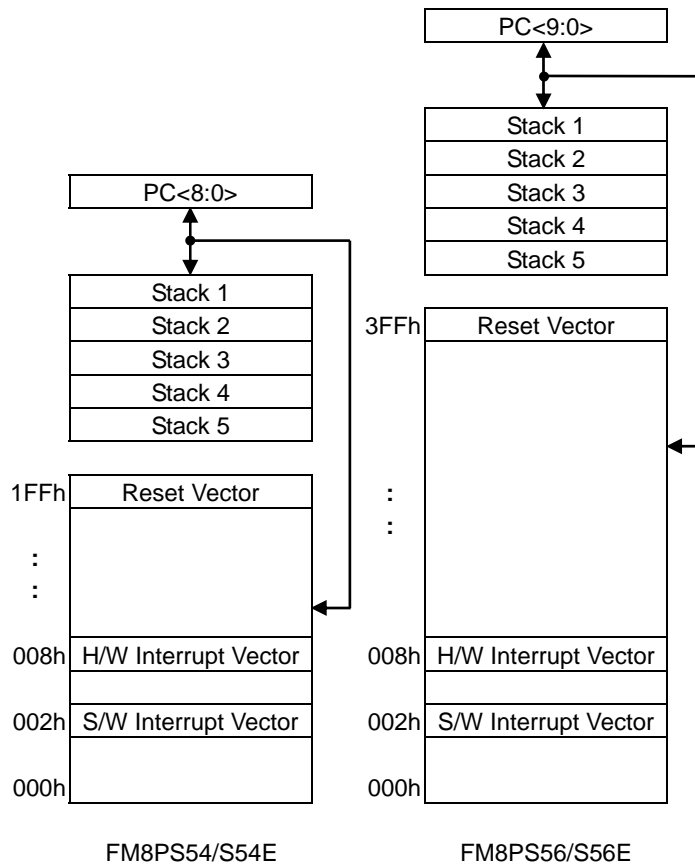 PC<8:0>
Stack 1
Stack 2
Stack 3
Stack 4
Stack 5
1FFh Reset Vector
:
:
008h H/W Interrupt Vector
002h S/W Interrupt Vector
000h
FM8PS54/S54E
PC<9:0>
Stack 1
Stack 2
Stack 3
Stack 4
Stack 5
3FFh Reset Vector
:
:
008h H/W Interrupt Vector
002h S/W Interrupt Vector
000h
FM8PS56/S56E